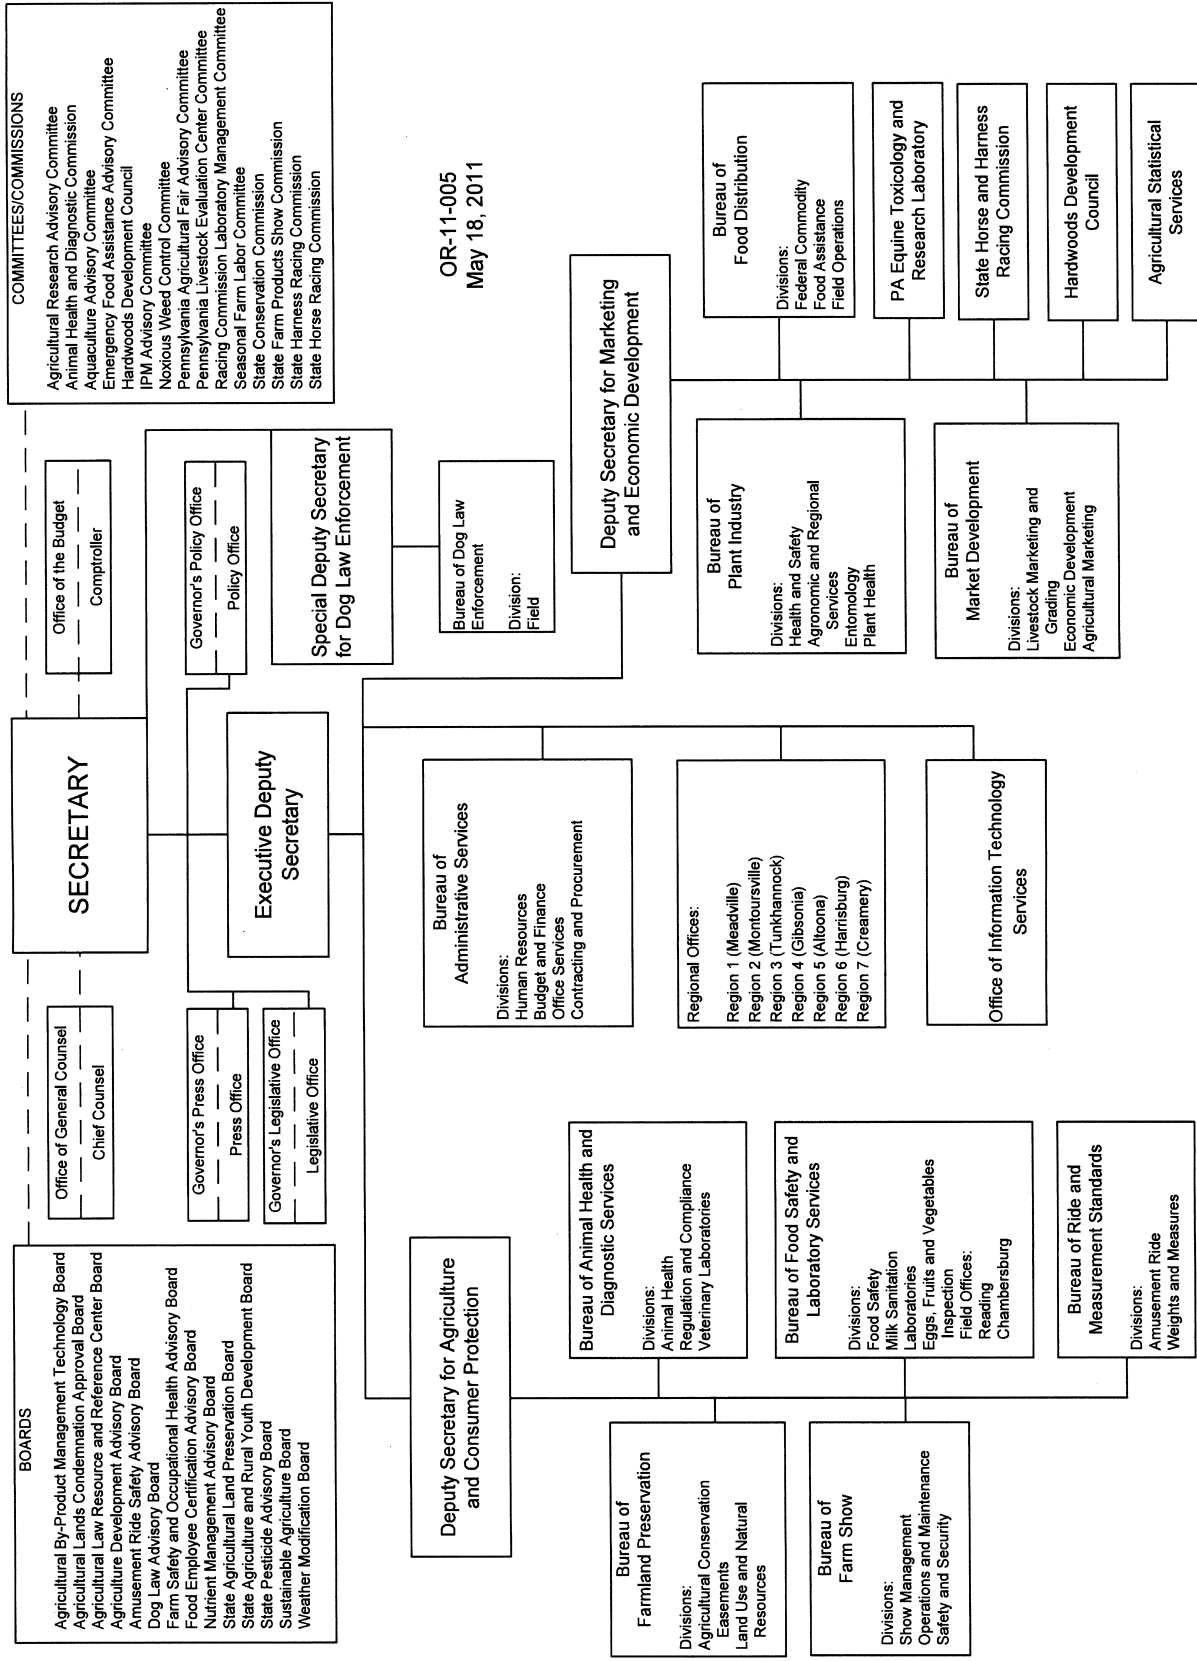 BOARDS
Agricultural By-Product Management Technology Board
Agricultural Lands Condemnation Approval Board
Agricultural Law Resource and Reference Center Board
Agriculture Development Advisory Board
Amusement Ride Safety Advisory Board
Dog Law Advisory Board
Farm Safety and Occupational Health Advisory Board
Food Employee Certification Advisory Board
Nutrient Management Advisory Board
State Agricultural Land Preservation Board
State Agriculture and Rural Youth Development Board
State Pesticide Advisory Board
Sustainable Agriculture Board
Weather Modification Board
Office of General Counsel
Chief Counsel
SECRETARY
Office of the Budget
Comptroller
COMMITTEES/COMMISSIONS
Agricultural Research Advisory Committee
Animal Health and Diagnostic Commission
Aquaculture Advisory Committee
Emergency Food Assistance Advisory Committee
Hardwoods Development Council
IPM Advisory Committee
Noxious Weed Control Committee
Pennsylvania Agricultural Fair Advisory Committee
Pennsylvania Livestock Evaluation Center Committee
Racing Commission Laboratory Management Committee
Seasonal Farm Labor Committee
State Conservation Commission
State Farm Products Show Commission
State Harness Racing Commission
State Horse Racing Commission
Governor's Press Office
Press Office
Governor's Legislative Office
Legislative Office
Governor's Policy Office
Policy Office
Executive Deputy
Secretary
Special Deputy Secretary
for Dog Law Enforcement
OR-11-005
May 18, 2011
Bureau of Dog Law
Enforcement
Division:
Field
Deputy Secretary for Agriculture
and Consumer Protection
Bureau of
Administrative Services
Divisions:
Human Resources
Budget and Finance
Office Services
Contracting and Procurement
Deputy Secretary for Marketing
and Economic Development
Bureau of
Farmland Preservation
Divisions:
Agricultural Conservation
Easements
Land Use and Natural
Resources
Bureau of Animal Health and
Diagnostic Services
Divisions:
Animal Health
Regulation and Compliance
Veterinary Laboratories
Regional Offices:
Region 1 (Meadville)
Region 2 (Montoursville)
Region 3 (Tunkhannock)
Region 4 (Gibsonia)
Region 5 (Altoona)
Region 6 (Harrisburg)
Region 7 (Creamery)
Bureau of
Plant Industry
Divisions:
Health and Safety
Agronomic and Regional
Services
Entomology
Plant Health
Bureau of
Food Distribution
Divisions:
Federal Commodity
Food Assistance
Field Operations
Bureau of
Farm Show
Divisions:
Show Management
Operations and Maintenance
Safety and Security
Bureau of Food Safety and
Laboratory Services
Divisions:
Food Safety
Milk Sanitation
Laboratories
Eggs, Fruits and Vegetables
Inspection
Field Offices:
Reading
Chambersburg
Office of Information Technology
Services
PA Equine Toxicology and
Research Laboratory
Bureau of
Market Development
Divisions:
Livestock Marketing and
Grading
Economic Development
Agricultural Marketing
State Horse and Harness
Racing Commission
Hardwoods Development
Council
Bureau of Ride and
Measurement Standards
Divisions:
Amusement Ride
Weights and Measures
Agricultural Statistical
Services